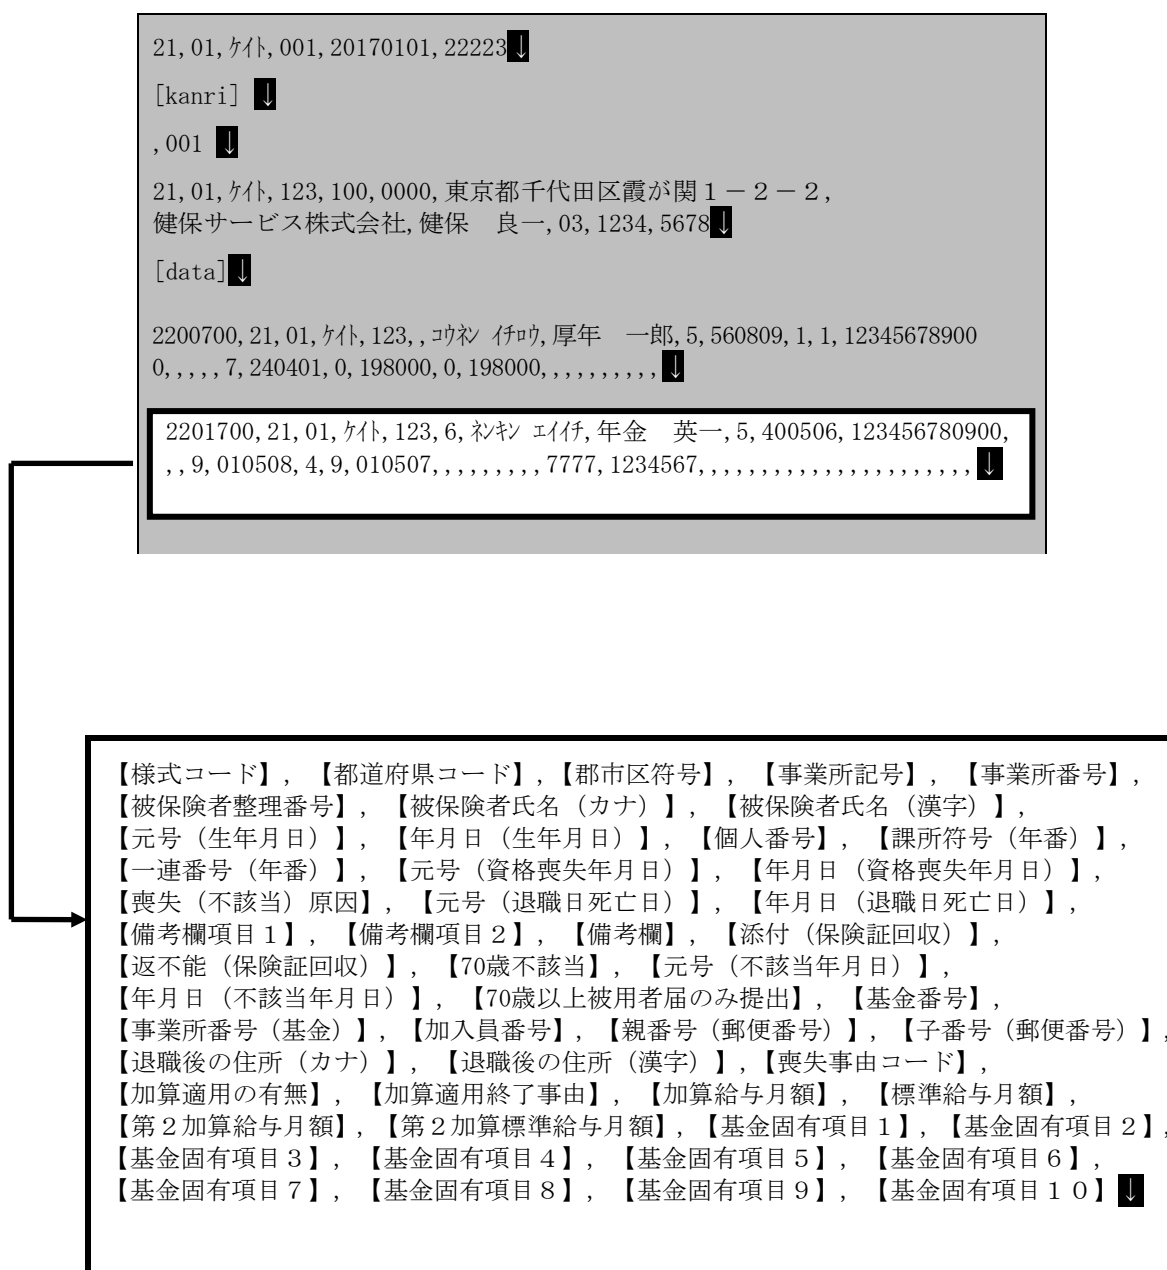 21,01,ｹｲﾄ,001,20170101,22223↓
[kanri] ↓
,001 ↓
21,01,ｹｲﾄ,123,100,0000,東京都千代田区霞が関１－２－２,
健保サービス株式会社,健保　良一,03,1234,5678↓
[data]↓
2200700,21,01,ｹｲﾄ,123,,ｺｳﾈﾝ ｲﾁﾛｳ,厚年　一郎,5,560809,1,1,12345678900
0,,,,,7,240401,0,198000,0,198000,,,,,,,,,,↓
2201700,21,01,ｹｲﾄ,123,6,ﾈﾝｷﾝ ｴｲｲﾁ,年金　英一,5,400506,123456780900,
,,9,010508,4,9,010507,,,,,,,,,7777,1234567,,,,,,,,,,,,,,,,,,,,,,↓
【様式コード】, 【都道府県コード】,【郡市区符号】, 【事業所記号】, 【事業所番号】,
【被保険者整理番号】, 【被保険者氏名（カナ）】, 【被保険者氏名（漢字）】,
【元号（生年月日）】, 【年月日（生年月日）】, 【個人番号】, 【課所符号（年番）】,
【一連番号（年番）】, 【元号（資格喪失年月日）】, 【年月日（資格喪失年月日）】,
【喪失（不該当）原因】, 【元号（退職日死亡日）】, 【年月日（退職日死亡日）】,
【備考欄項目１】, 【備考欄項目２】, 【備考欄】, 【添付（保険証回収）】,
【返不能（保険証回収）】, 【70歳不該当】, 【元号（不該当年月日）】,
【年月日（不該当年月日）】, 【70歳以上被用者届のみ提出】, 【基金番号】,
【事業所番号（基金）】,【加入員番号】,【親番号（郵便番号）】,【子番号（郵便番号）】,
【退職後の住所（カナ）】, 【退職後の住所（漢字）】,【喪失事由コード】,
【加算適用の有無】, 【加算適用終了事由】, 【加算給与月額】, 【標準給与月額】,
【第２加算給与月額】,【第２加算標準給与月額】,【基金固有項目１】,【基金固有項目２】,
【基金固有項目３】, 【基金固有項目４】, 【基金固有項目５】, 【基金固有項目６】,
【基金固有項目７】, 【基金固有項目８】, 【基金固有項目９】, 【基金固有項目１０】↓